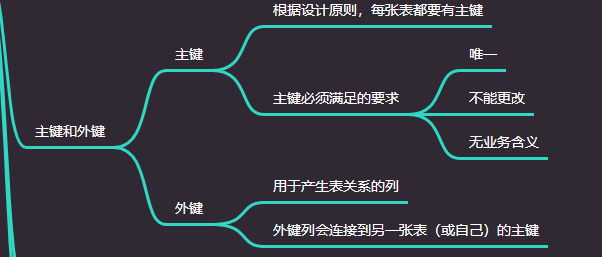 根据设计原则，每张表都要有主键
主键
唯一
主键必须满足的要求
不能更改
主键和外键
无业务含义
用于产生表关系的列
外键
外键列会连接到另一张表（或自己）的主键